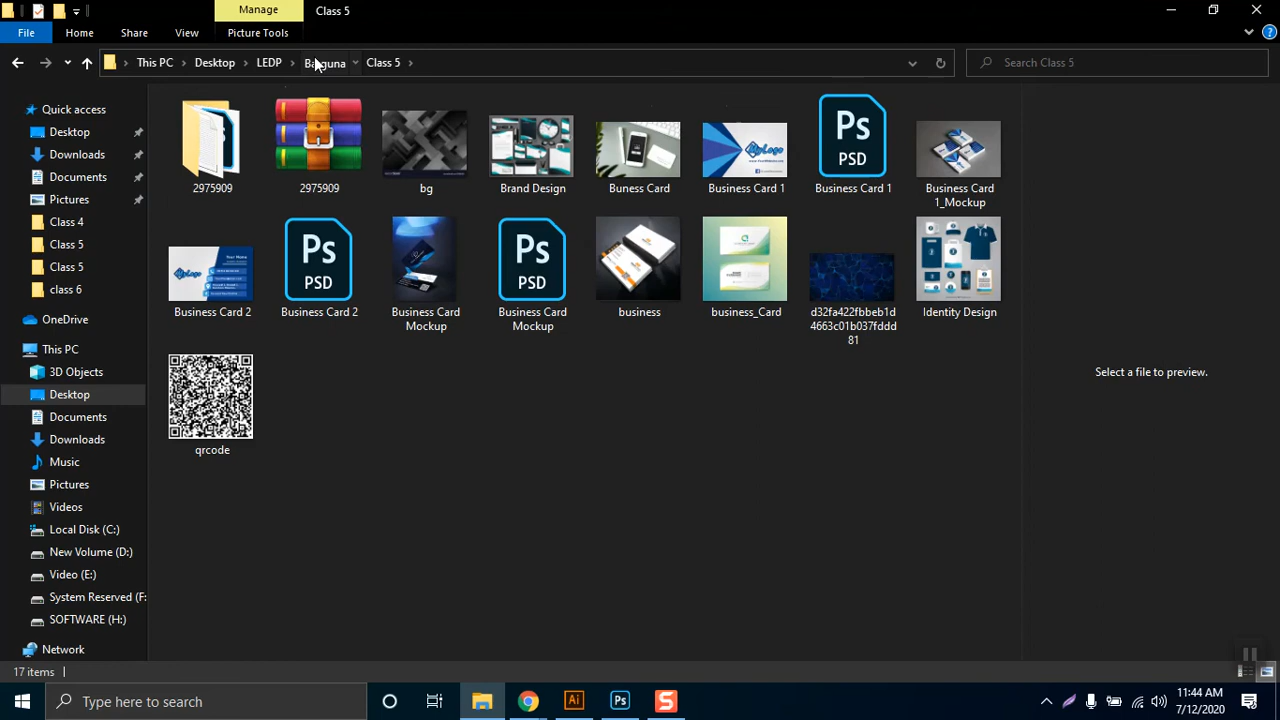 Manage
Class 5
File
Home
Share
View
Picture Tools
This PC
Desktop
LEDP
Class 5
Search Class 5
Quick access
Desktop
Downloads
Documents
Pictures
Class 4
Class 5
Class 5
class 6
OneDrive
This PC
3D Objects
Desktop
Documents
Downloads
Music
Pictures
Videos
Local Disk (C:)
New Volume (D:)
Video (E:)
System Reserved (F:
SOFTWARE (H:)
Network
Ps
PSD
2975909
2975909
bg
Brand Design
Buness Card
Business Card 1
Business Card 1
Business Card
1_Mockup
Ps
PSD
Ps
PSD
Business Card 2
Business Card 2
Business Card
Mockup
Business Card
Mockup
business
business_Card
d32fa422fbbeb1d
4663c01b037fddd
81
Identity Design
qrcode
Select a file to preview.
17 items
Type here to search
Ai
Ps
S
11:44 AM
7/12/2020